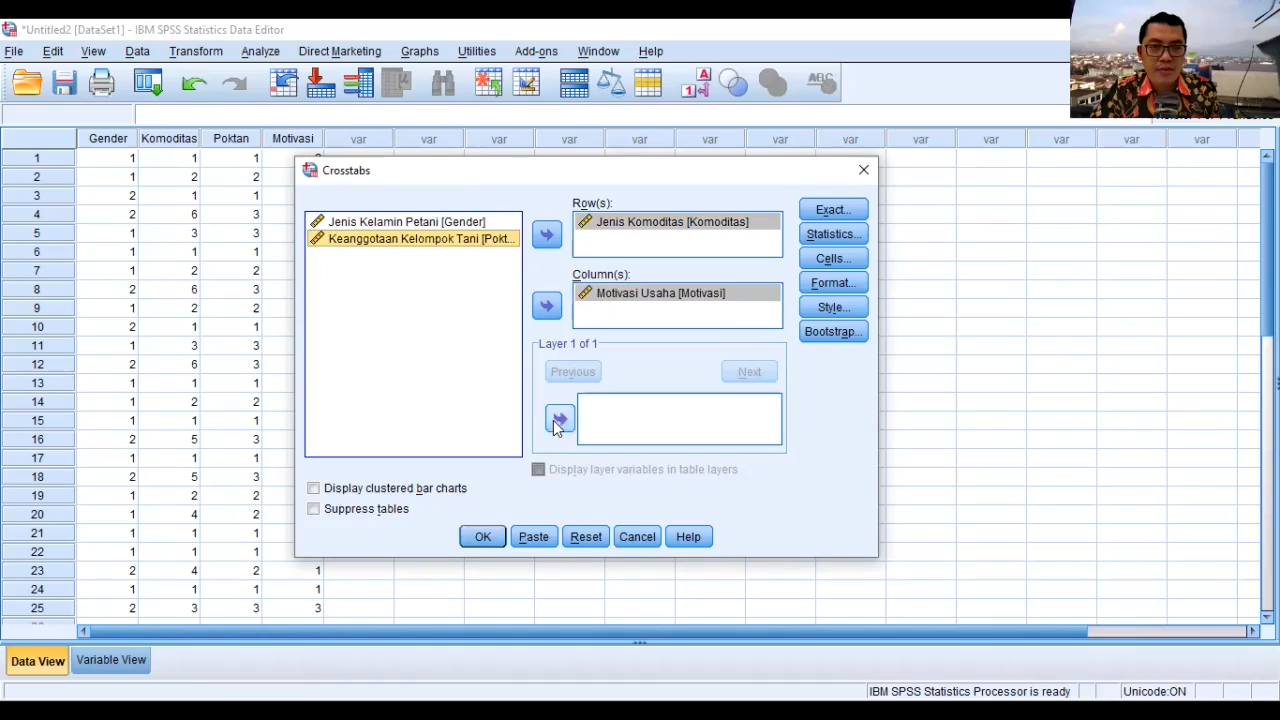 *Untitled2 [DataSet1] - IBM SPSS Statistics Data Editor
File Edit View Data Transform Analyze Direct Marketing Graphs Utilities Add-ons Window Help
Gender Komoditas Poktan Motivasi var var var var var var var var var var var var var
1 1 1 1
2 1 2 2
3 2 1 1
4 2 6 3
5 1 3 3
6 1 1 1
7 1 2 2
8 2 6 3
9 1 2 2
10 2 1 1
11 1 3 3
12 2 6 3
13 1 1 1
14 1 2 2
15 1 1 1
16 2 5 3
17 1 1 1
18 2 5 3
19 1 2 2
20 1 4 2
21 1 1 1
22 1 1 1
23 2 4 2 1
24 1 1 1 1
25 2 3 3 3
Crosstabs
Jenis Kelamin Petani [Gender]
Keanggotaan Kelompok Tani [Pokt...
Row(s):
Jenis Komoditas [Komoditas]
Column(s):
Motivasi Usaha [Motivasi]
Layer 1 of 1
Previous Next
Display layer variables in table layers
Exact...
Statistics...
Cells...
Format...
Style...
Bootstrap...
Display clustered bar charts
Suppress tables
OK Paste Reset Cancel Help
Data View Variable View
IBM SPSS Statistics Processor is ready Unicode:ON